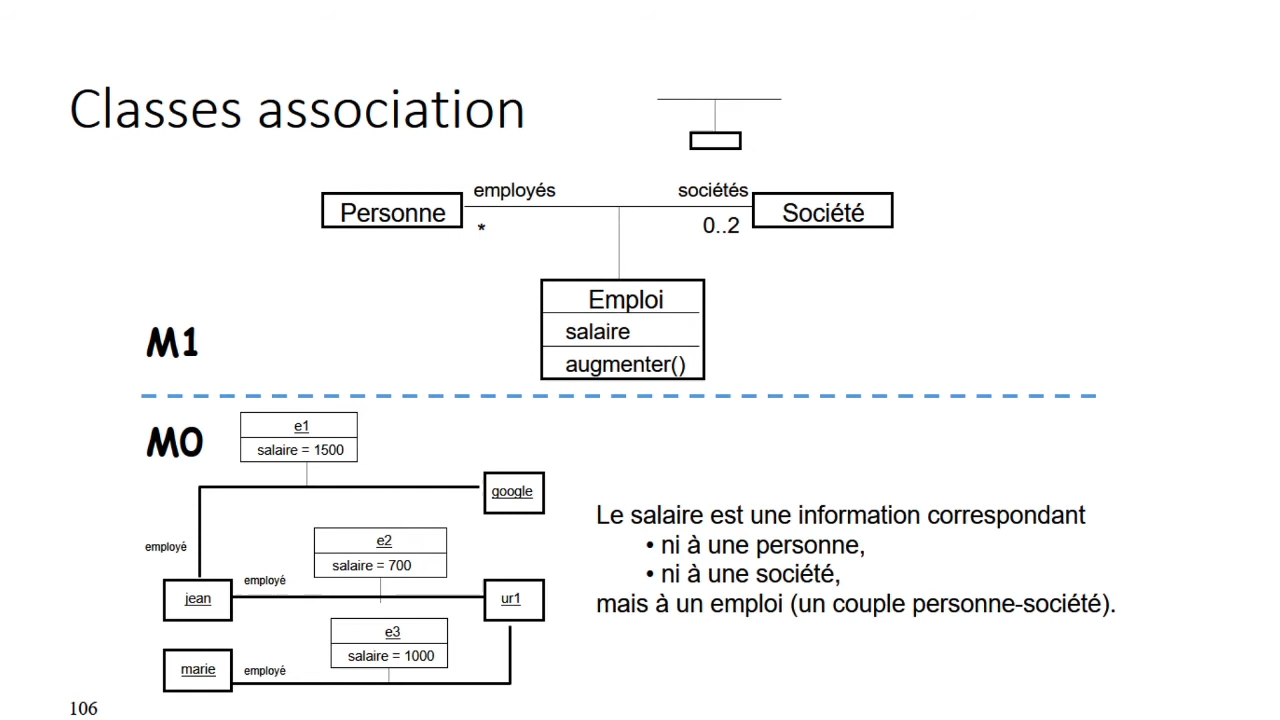 Classes association
employés
sociétés
Personne
Société
*
0..2
Emploi
salaire
augmenter()
M1
M0
e1
salaire = 1500
google
employé
e2
salaire = 700
employé
jean
ur1
e3
salaire = 1000
marie
employé
Le salaire est une information correspondant
• ni à une personne,
• ni à une société,
mais à un emploi (un couple personne-société).
106